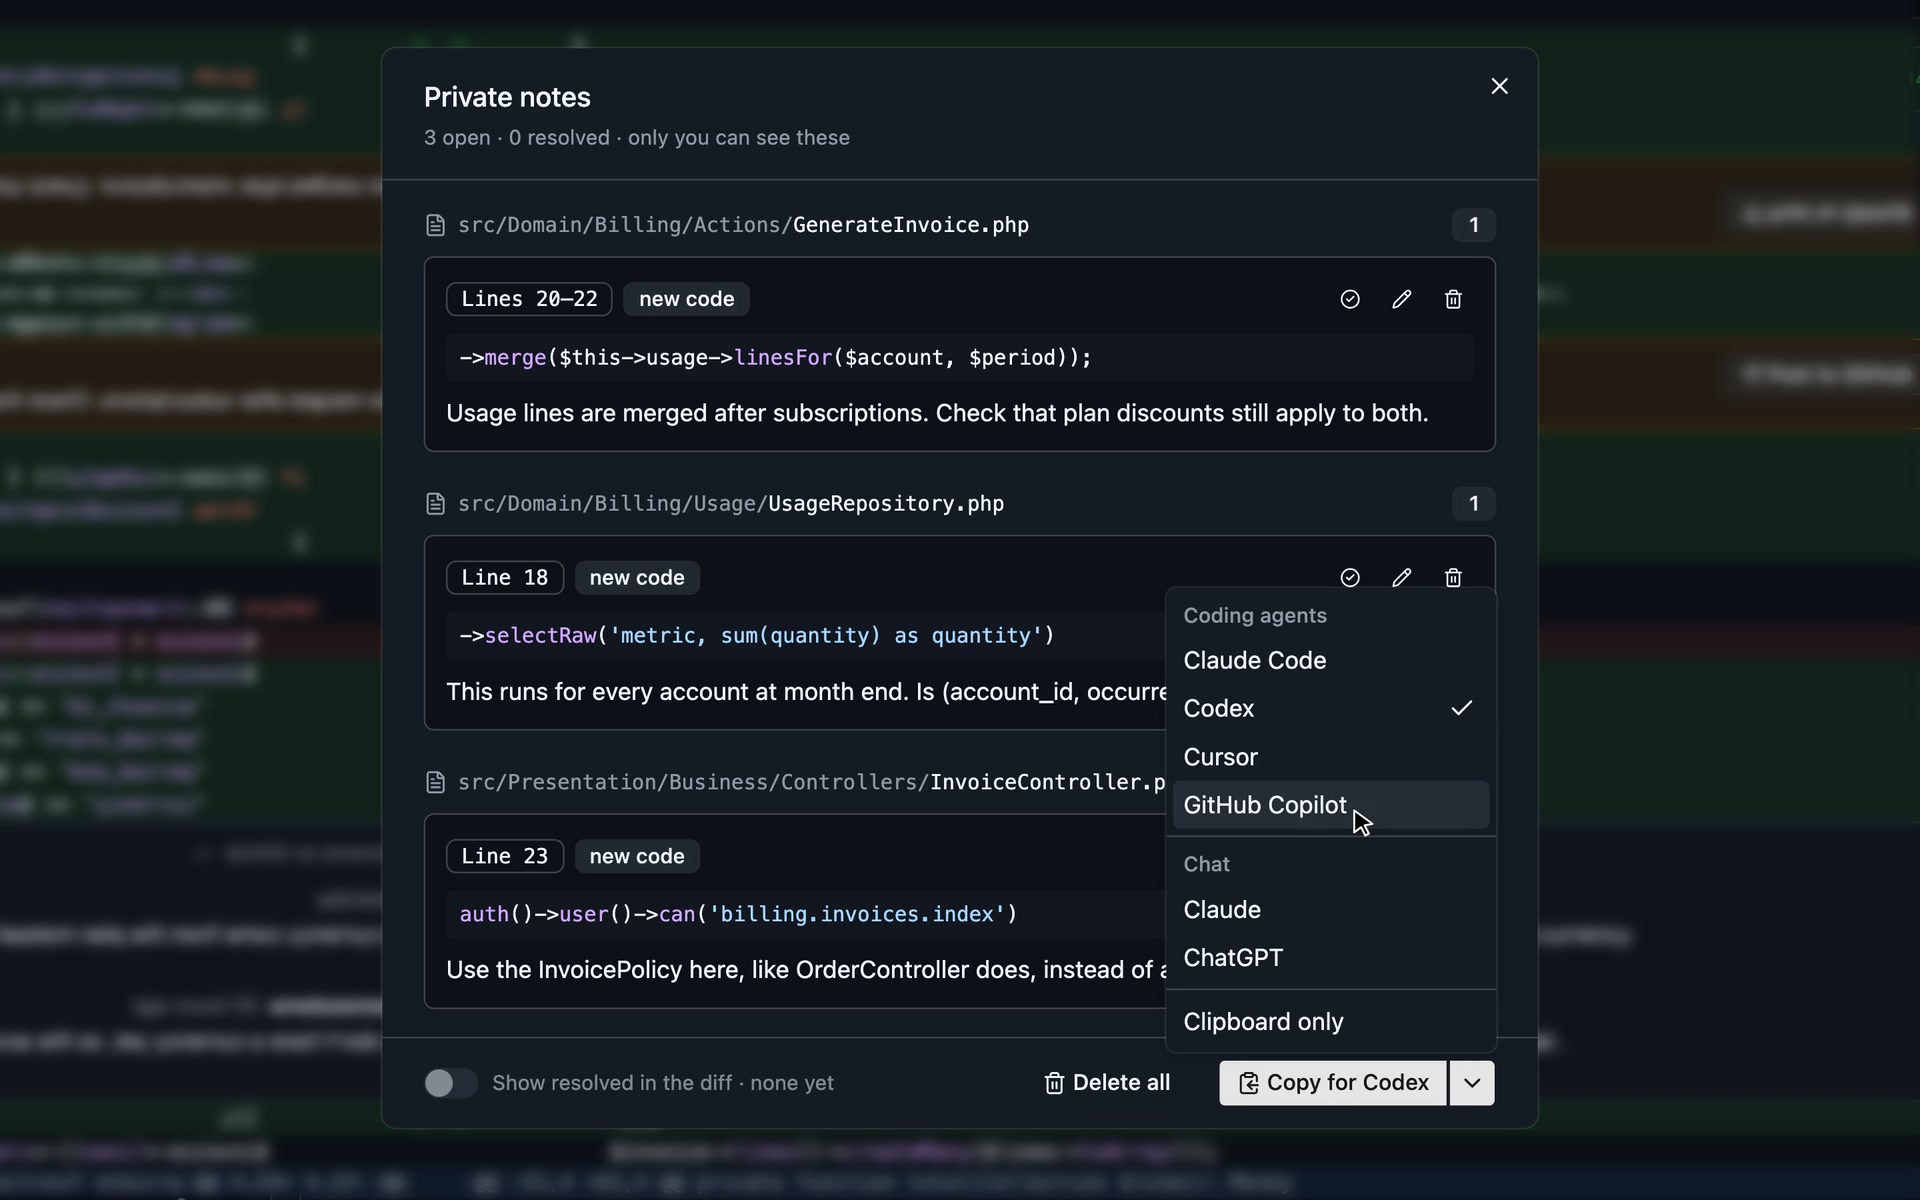 Private notes
3 open · 0 resolved · only you can see these
src/Domain/Billing/Actions/GenerateInvoice.php
1
Lines 20–22
new code
->merge($this->usage->linesFor($account, $period));
Usage lines are merged after subscriptions. Check that plan discounts still apply to both.
src/Domain/Billing/Usage/UsageRepository.php
1
Line 18
new code
->selectRaw('metric, sum(quantity) as quantity')
This runs for every account at month end. Is (account_id, occurre
src/Presentation/Business/Controllers/InvoiceController.p
Line 23
new code
auth()->user()->can('billing.invoices.index')
Use the InvoicePolicy here, like OrderController does, instead of a
Coding agents
Claude Code
Codex
Cursor
GitHub Copilot
Chat
Claude
ChatGPT
Clipboard only
Show resolved in the diff · none yet
Delete all
Copy for Codex